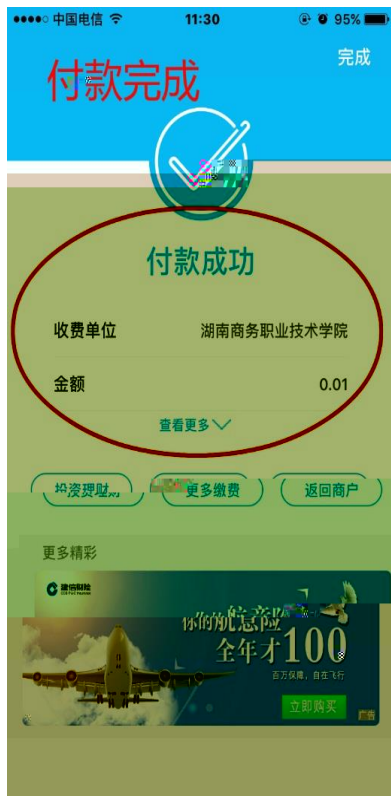 中国电信 11:30 95%
完成
付款完成
付款成功
收费单位 湖南商务职业技术学院
金额 0.01
查看更多
投资理财 更多缴费 返回商户
更多精彩
建信财险
你的航意险
全年才100
百万保障,自在飞行
立即购买
广告